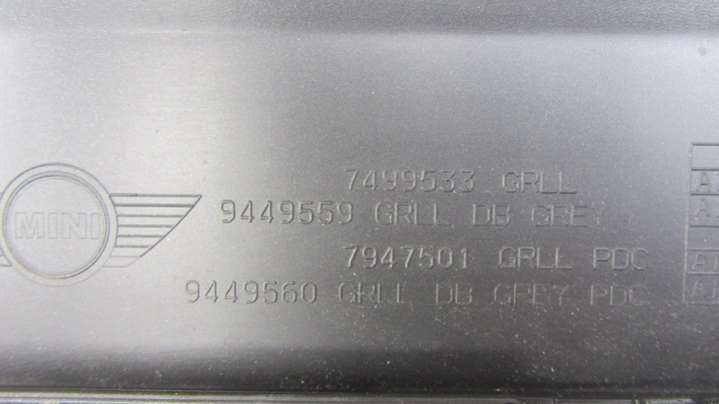 MINI
7499533 GRLL
9449559 GRLL DB GREY
7947501 GRLL PDC
9449560 GRLL DB GREY PDC
A
A
A
A